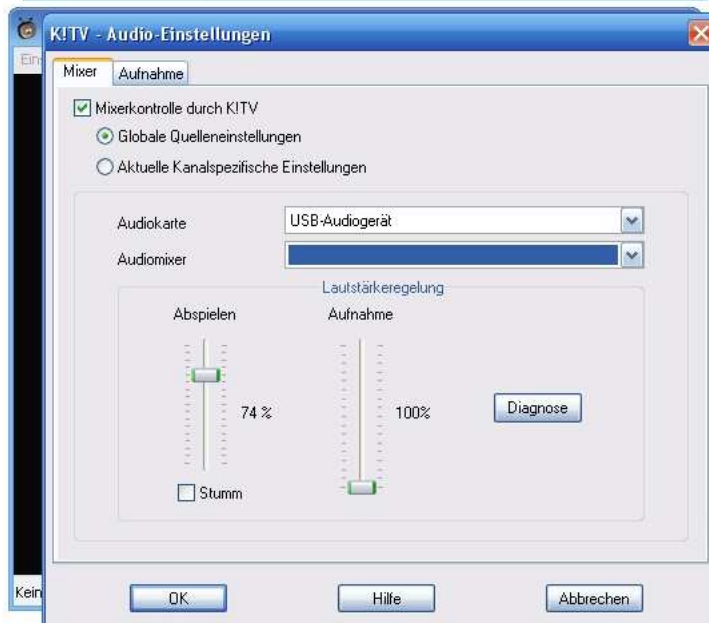 K!TV - Audio-Einstellungen
Mixer Aufnahme
Mixerkontrolle durch K!TV
Globale Quelleneinstellungen
Aktuelle Kanalspezifische Einstellungen
Audiokarte USB-Audiogerät
Audiomixer
Lautstärkeregelung
Abspielen Aufnahme
74 % 100% Diagnose
Stumm
Kein
OK Hilfe Abbrechen